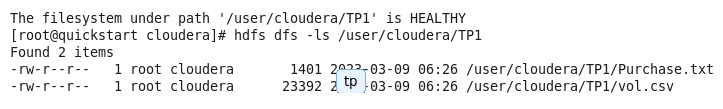 The filesystem under path '/user/cloudera/TP1' is HEALTHY
[root@quickstart cloudera]# hdfs dfs -ls /user/cloudera/TP1
Found 2 items
-rw-r--r--   1 root cloudera       1401 2023-03-09 06:26 /user/cloudera/TP1/Purchase.txt
-rw-r--r--   1 root cloudera      23392 2023-03-09 06:26 /user/cloudera/TP1/vol.csv
tp